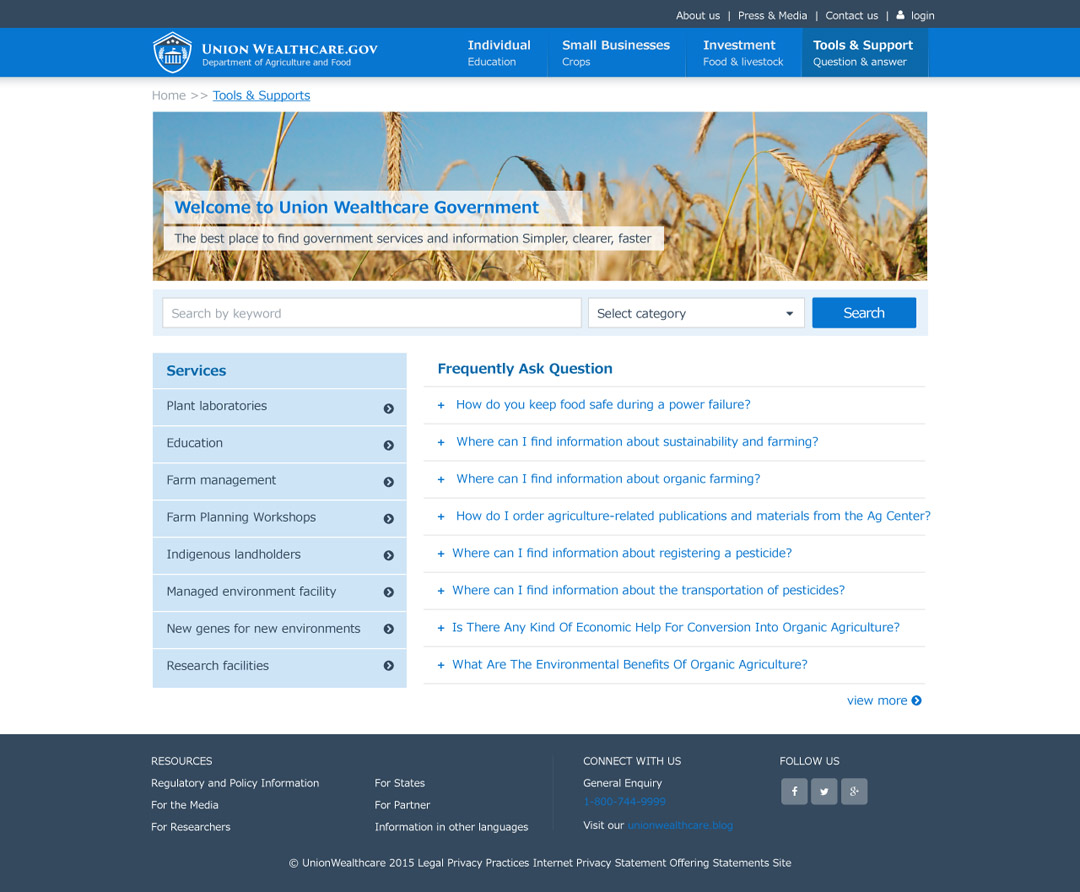 About us | Press & Media | Contact us | login
UNION WEALTHCARE.GOV
Department of Agriculture and Food
Individual
Education
Small Businesses
Crops
Investment
Food & livestock
Tools & Support
Question & answer
Home >> Tools & Supports
Welcome to Union Wealthcare Government
The best place to find government services and information Simpler, clearer, faster
Search by keyword
Select category
Search
Services
Plant laboratories
Education
Farm management
Farm Planning Workshops
Indigenous landholders
Managed environment facility
New genes for new environments
Research facilities
Frequently Ask Question
+ How do you keep food safe during a power failure?
+ Where can I find information about sustainability and farming?
+ Where can I find information about organic farming?
+ How do I order agriculture-related publications and materials from the Ag Center?
+ Where can I find information about registering a pesticide?
+ Where can I find information about the transportation of pesticides?
+ Is There Any Kind Of Economic Help For Conversion Into Organic Agriculture?
+ What Are The Environmental Benefits Of Organic Agriculture?
view more
RESOURCES
Regulatory and Policy Information
For the Media
For Researchers
For States
For Partner
Information in other languages
CONNECT WITH US
General Enquiry
1-800-744-9999
Visit our unionwealthcare.blog
FOLLOW US
© UnionWealthcare 2015 Legal Privacy Practices Internet Privacy Statement Offering Statements Site